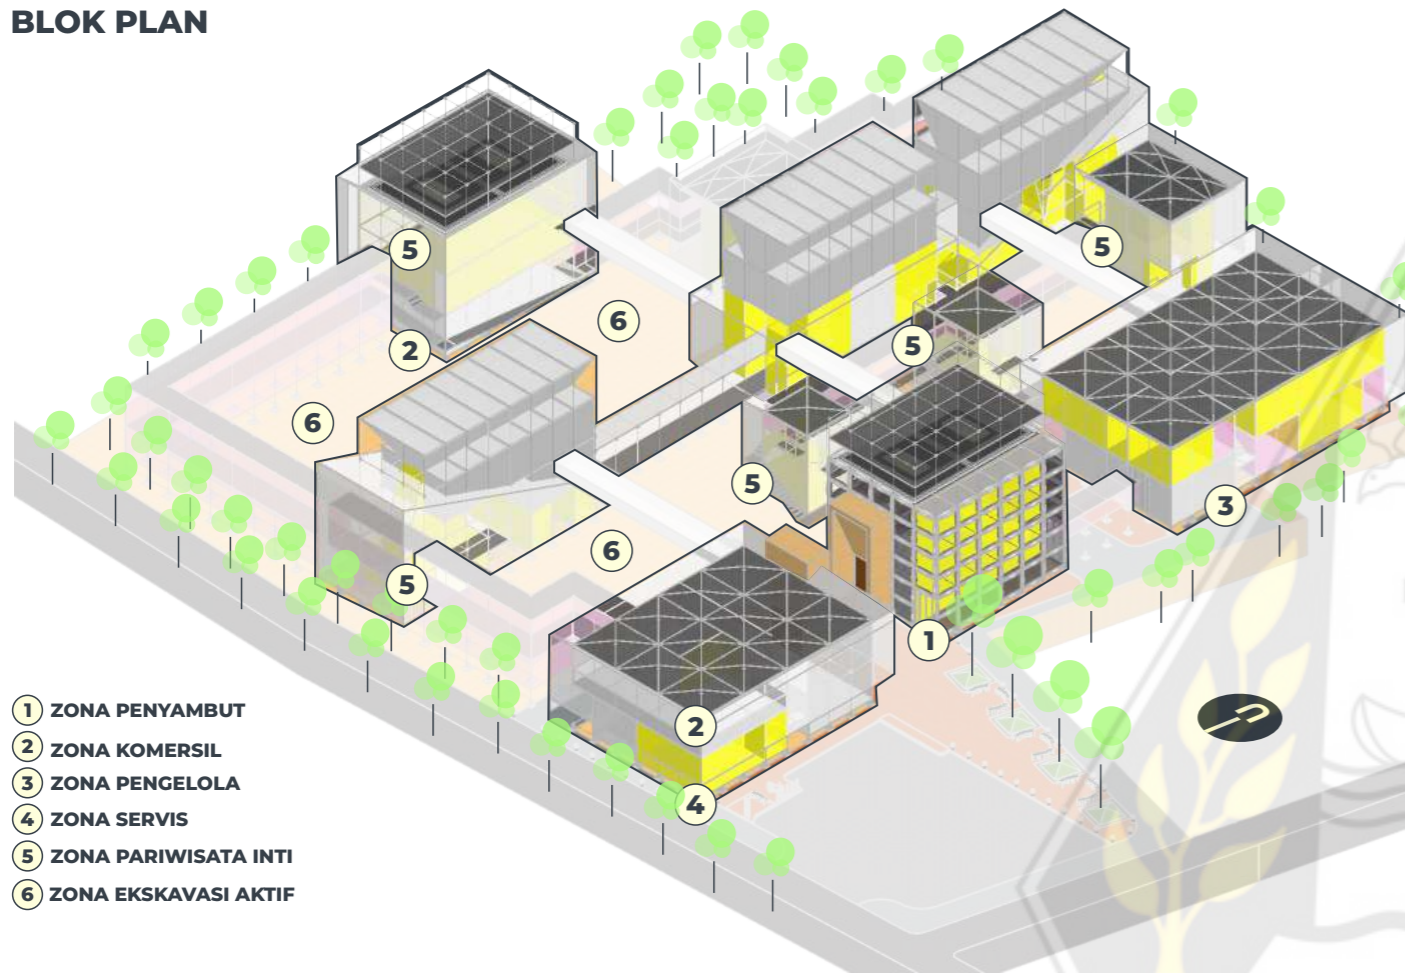 BLOK PLAN
5
5
6
5
2
6
5
3
6
5
1
2
4
1 ZONA PENYAMBUT
2 ZONA KOMERSIL
3 ZONA PENGELOLA
4 ZONA SERVIS
5 ZONA PARIWISATA INTI
6 ZONA EKSKAVASI AKTIF